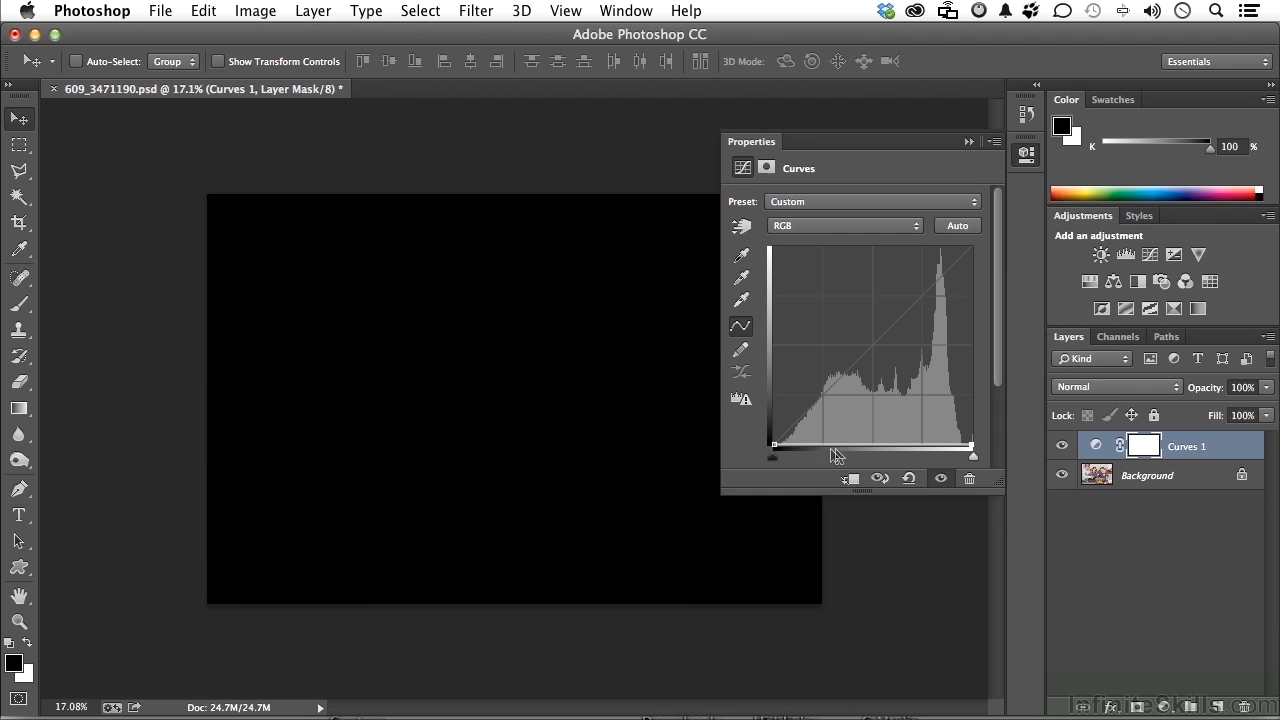 Photoshop File Edit Image Layer Type Select Filter 3D View Window Help
Adobe Photoshop CC
Auto-Select: Group Show Transform Controls 3D Mode: Essentials
609_3471190.psd @ 17.1% (Curves 1, Layer Mask/8) *
Color Swatches
K 100 %
Properties
Curves
Preset: Custom
RGB Auto
Adjustments Styles
Add an adjustment
Layers Channels Paths
Kind
Normal Opacity: 100%
Lock: Fill: 100%
Curves 1
Background
17.08% Doc: 24.7M/24.7M
InfiniteSkills.com